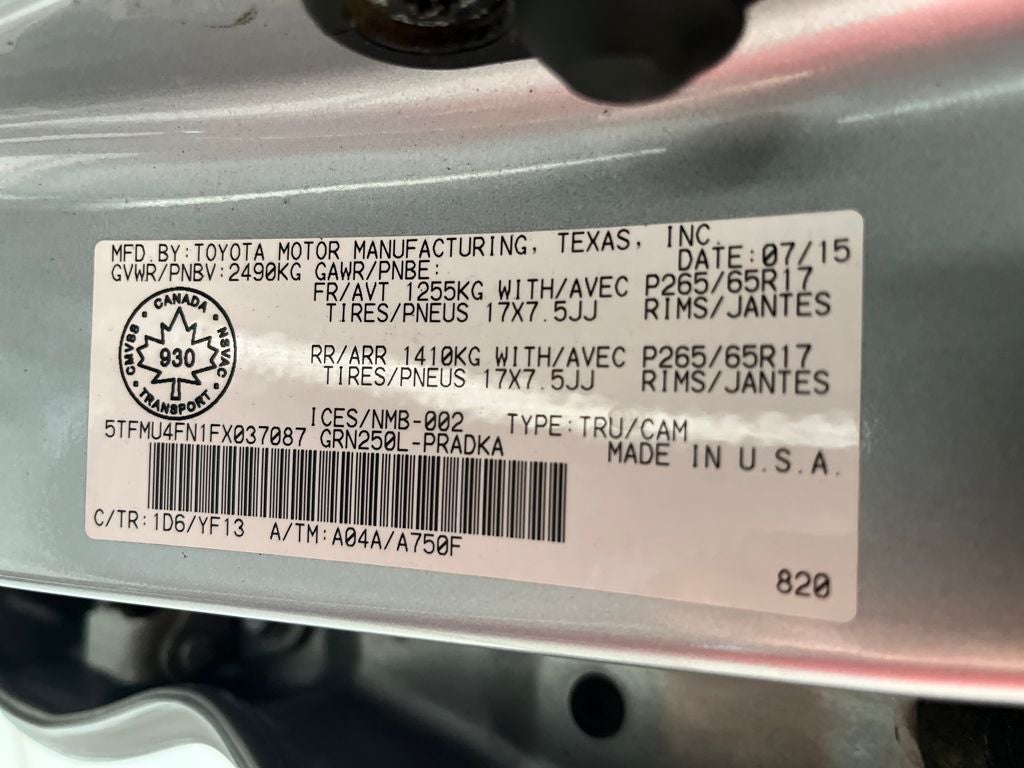 MFD.BY:TOYOTA MOTOR MANUFACTURING, TEXAS, INC.
DATE:07/15
GVWR/PNBV:2490KG GAWR/PNBE:
FR/AVT 1255KG WITH/AVEC P265/65R17
TIRES/PNEUS 17X7.5JJ RIMS/JANTES
CANADA
CMVSS
NSVAC
930
TRANSPORT
RR/ARR 1410KG WITH/AVEC P265/65R17
TIRES/PNEUS 17X7.5JJ RIMS/JANTES
ICES/NMB-002 TYPE:TRU/CAM
5TFMU4FN1FX037087 GRN250L-PRADKA MADE IN U.S.A.
C/TR:1D6/YF13 A/TM:A04A/A750F
820